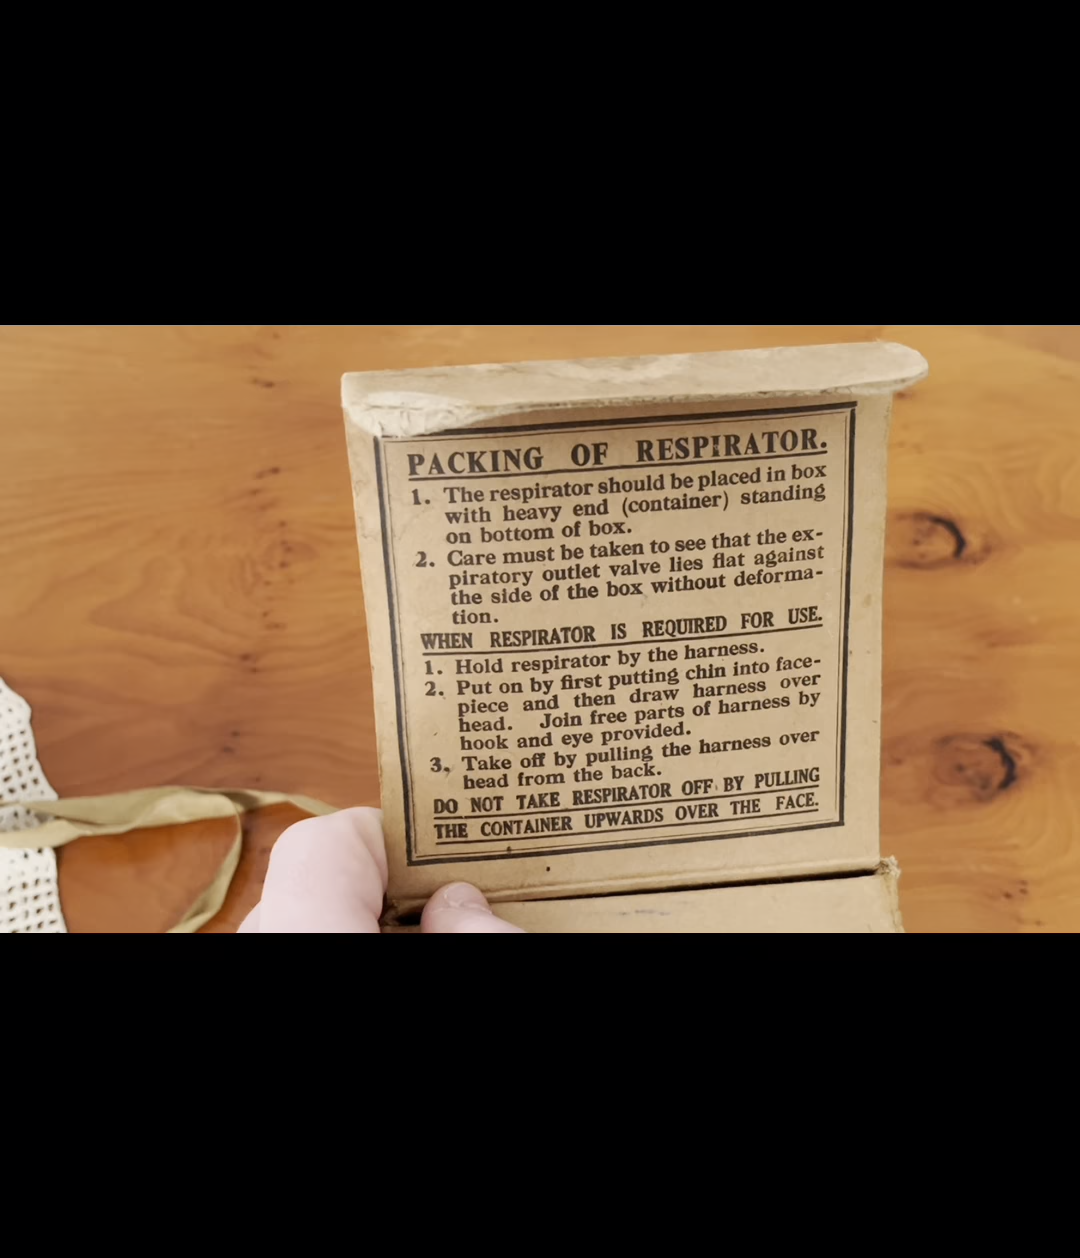 PACKING OF RESPIRATOR.
1. The respirator should be placed in box
with heavy end (container) standing
on bottom of box.
2. Care must be taken to see that the ex-
piratory outlet valve lies flat against
the side of the box without deforma-
tion.
WHEN RESPIRATOR IS REQUIRED FOR USE.
1. Hold respirator by the harness.
2. Put on by first putting chin into face-
piece and then draw harness over
head. Join free parts of harness by
hook and eye provided.
3. Take off by pulling the harness over
head from the back.
DO NOT TAKE RESPIRATOR OFF BY PULLING
THE CONTAINER UPWARDS OVER THE FACE.